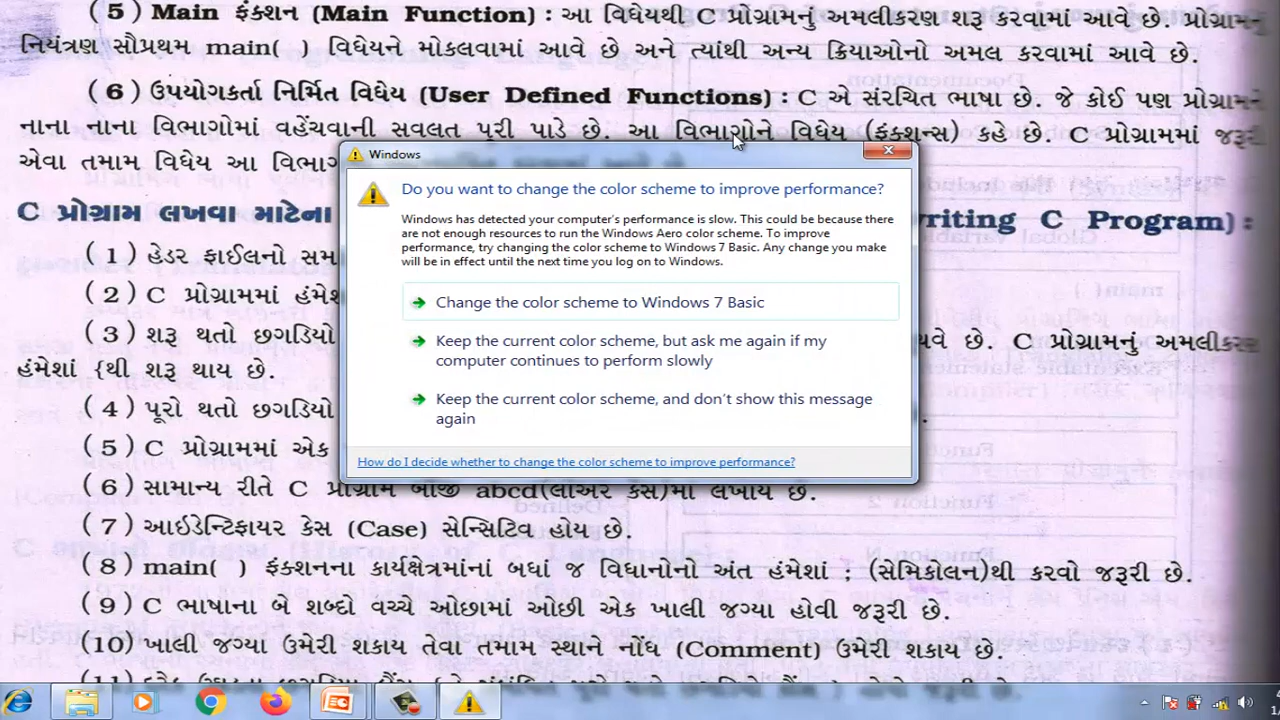 (5) Main ફંક્શન (Main Function) : આ વિધેયથી C પ્રોગ્રામનું અમલીકરણ શરૂ કરવામાં આવે છે. પ્રોગ્રામનું
નિયંત્રણ સૌપ્રથમ main( ) વિધેયને મોકલવામાં આવે છે અને ત્યાંથી અન્ય ક્રિયાઓનો અમલ કરવામાં આવે છે.
(6) ઉપયોગકર્તા નિર્મિત વિધેય (User Defined Functions) : C એ સંરચિત ભાષા છે. જે કોઈ પણ પ્રોગ્રામને
નાના નાના વિભાગોમાં વહેંચવાની સવલત પૂરી પાડે છે. આ વિભાગોને વિધેય (ફંક્શન્સ) કહે છે. C પ્રોગ્રામમાં જરૂરી
એવા તમામ વિધેય આ
Windows
Do you want to change the color scheme to improve performance?
Windows has detected your computer's performance is slow. This could be because there
are not enough resources to run the Windows Aero color scheme. To improve
performance, try changing the color scheme to Windows 7 Basic. Any change you make
will be in effect until the next time you log on to Windows.
Change the color scheme to Windows 7 Basic
Keep the current color scheme, but ask me again if my
computer continues to perform slowly
Keep the current color scheme, and don't show this message
again
How do I decide whether to change the color scheme to improve performance?
C પ્રોગ્રામ લખવા માટેના writing C Program) :
(1) હેડર ફાઈલનો
(2) C પ્રોગ્રામમાં
(3) શરૂ થતો છગડિયો છે. C પ્રોગ્રામનું અમલીકરણ
હંમેશાં {થી શરૂ થાય છે.
(4) પૂરો થતો છગડિયો
(5) C પ્રોગ્રામમાં એક
(6) સામાન્ય રીતે C પ્રોગ્રામ બીજી abcd(લોઅર કેસ)માં લખાય છે.
(7) આઈડેન્ટિફાયર કેસ (Case) સેન્સિટિવ હોય છે.
(8) main( ) ફંક્શનના કાર્યક્ષેત્રમાંનાં બધાં જ વિધાનોનો અંત હંમેશાં ; (સેમિકોલન)થી કરવો જરૂરી છે.
(9) C ભાષાના બે શબ્દો વચ્ચે ઓછામાં ઓછી એક ખાલી જગ્યા હોવી જરૂરી છે.
(10) ખાલી જગ્યા ઉમેરી શકાય તેવા તમામ સ્થાને નોંધ (Comment) ઉમેરી શકાય છે.